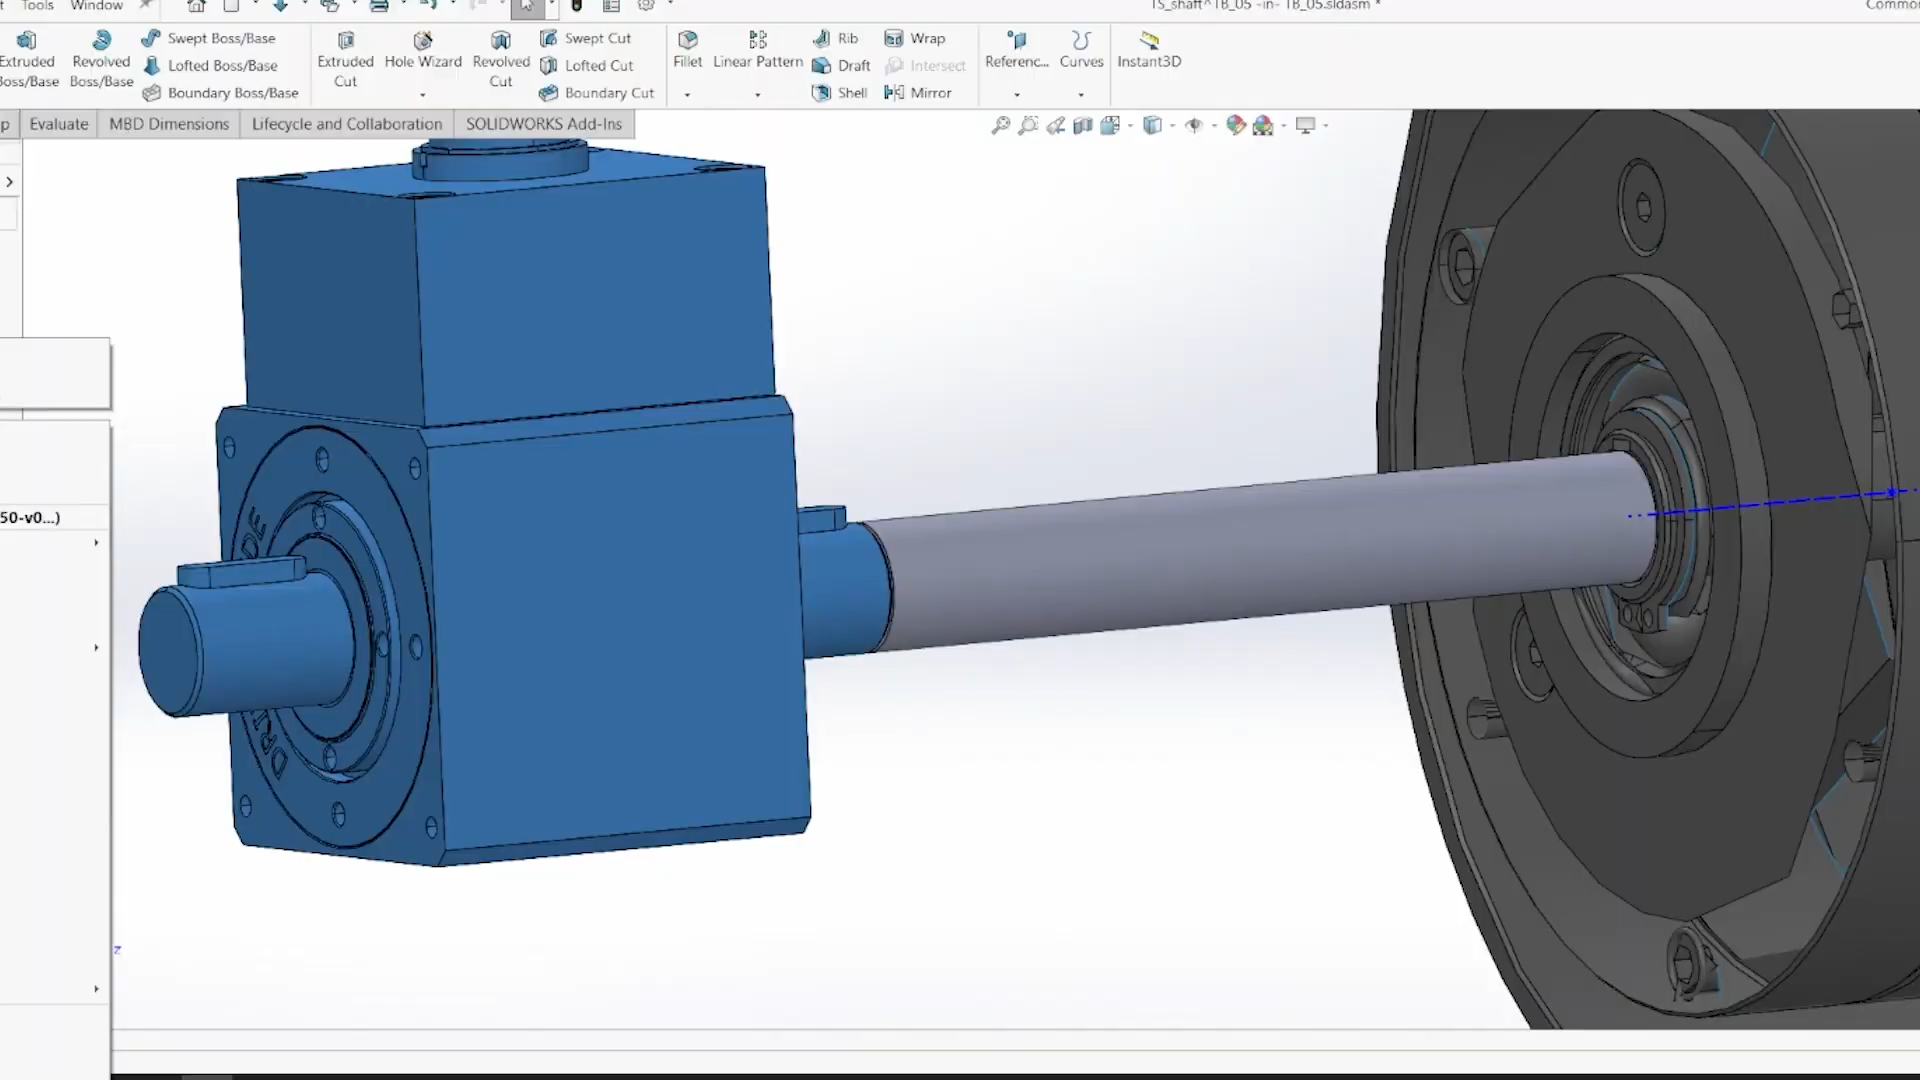 Tools Window
TS_shaft^TB_05 -in- TB_05.sldasm *
Extruded Boss/Base
Revolved Boss/Base
Swept Boss/Base
Lofted Boss/Base
Boundary Boss/Base
Extruded Cut
Hole Wizard
Revolved Cut
Swept Cut
Lofted Cut
Boundary Cut
Fillet
Linear Pattern
Rib
Draft
Shell
Wrap
Intersect
Mirror
Referenc...
Curves
Instant3D
p Evaluate MBD Dimensions Lifecycle and Collaboration SOLIDWORKS Add-Ins
50-v0...)
z